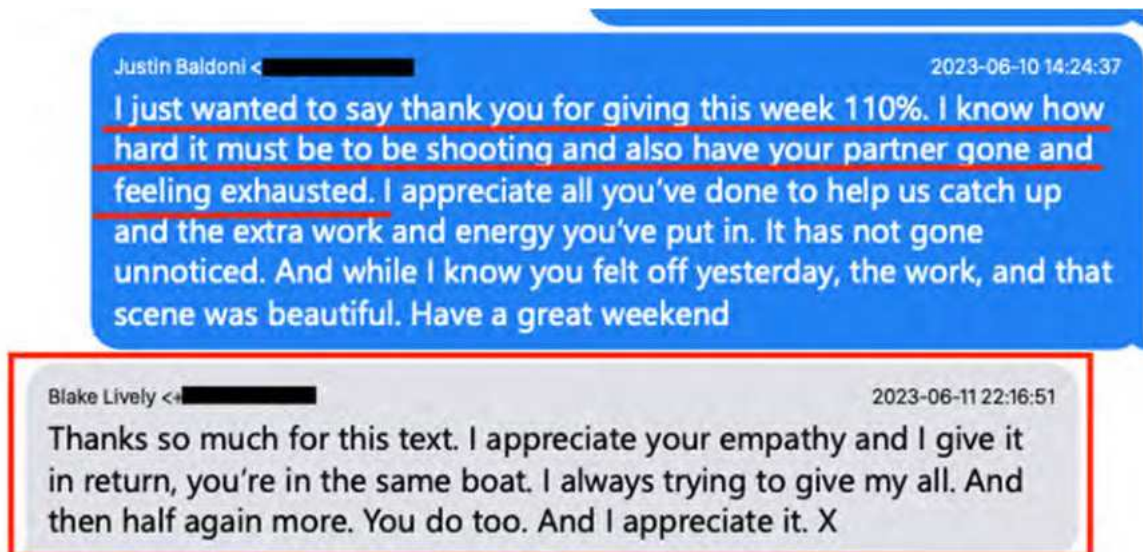 Justin Baldoni <
2023-06-10 14:24:37
I just wanted to say thank you for giving this week 110%. I know how
hard it must be to be shooting and also have your partner gone and
feeling exhausted. I appreciate all you've done to help us catch up
and the extra work and energy you've put in. It has not gone
unnoticed. And while I know you felt off yesterday, the work, and that
scene was beautiful. Have a great weekend
Blake Lively <+
2023-06-11 22:16:51
Thanks so much for this text. I appreciate your empathy and I give it
in return, you're in the same boat. I always trying to give my all. And
then half again more. You do too. And I appreciate it. X